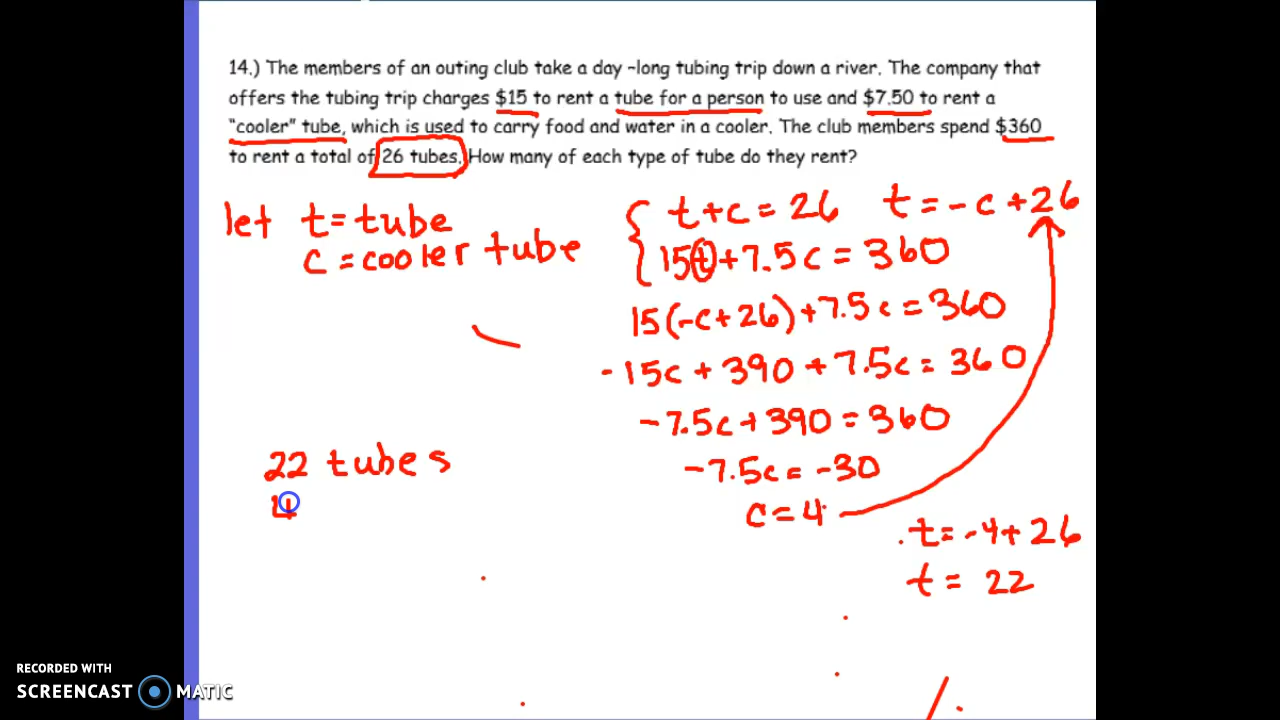 14.) The members of an outing club take a day -long tubing trip down a river. The company that
offers the tubing trip charges $15 to rent a tube for a person to use and $7.50 to rent a
“cooler” tube, which is used to carry food and water in a cooler. The club members spend $360
to rent a total of 26 tubes. How many of each type of tube do they rent?
let t = tube
c = cooler tube
t + c = 26
15t + 7.5c = 360
t = -c + 26
15(-c + 26) + 7.5c = 360
-15c + 390 + 7.5c = 360
-7.5c + 390 = 360
-7.5c = -30
c = 4
t = -4 + 26
t = 22
22 tubes
4
RECORDED WITH
SCREENCAST MATIC